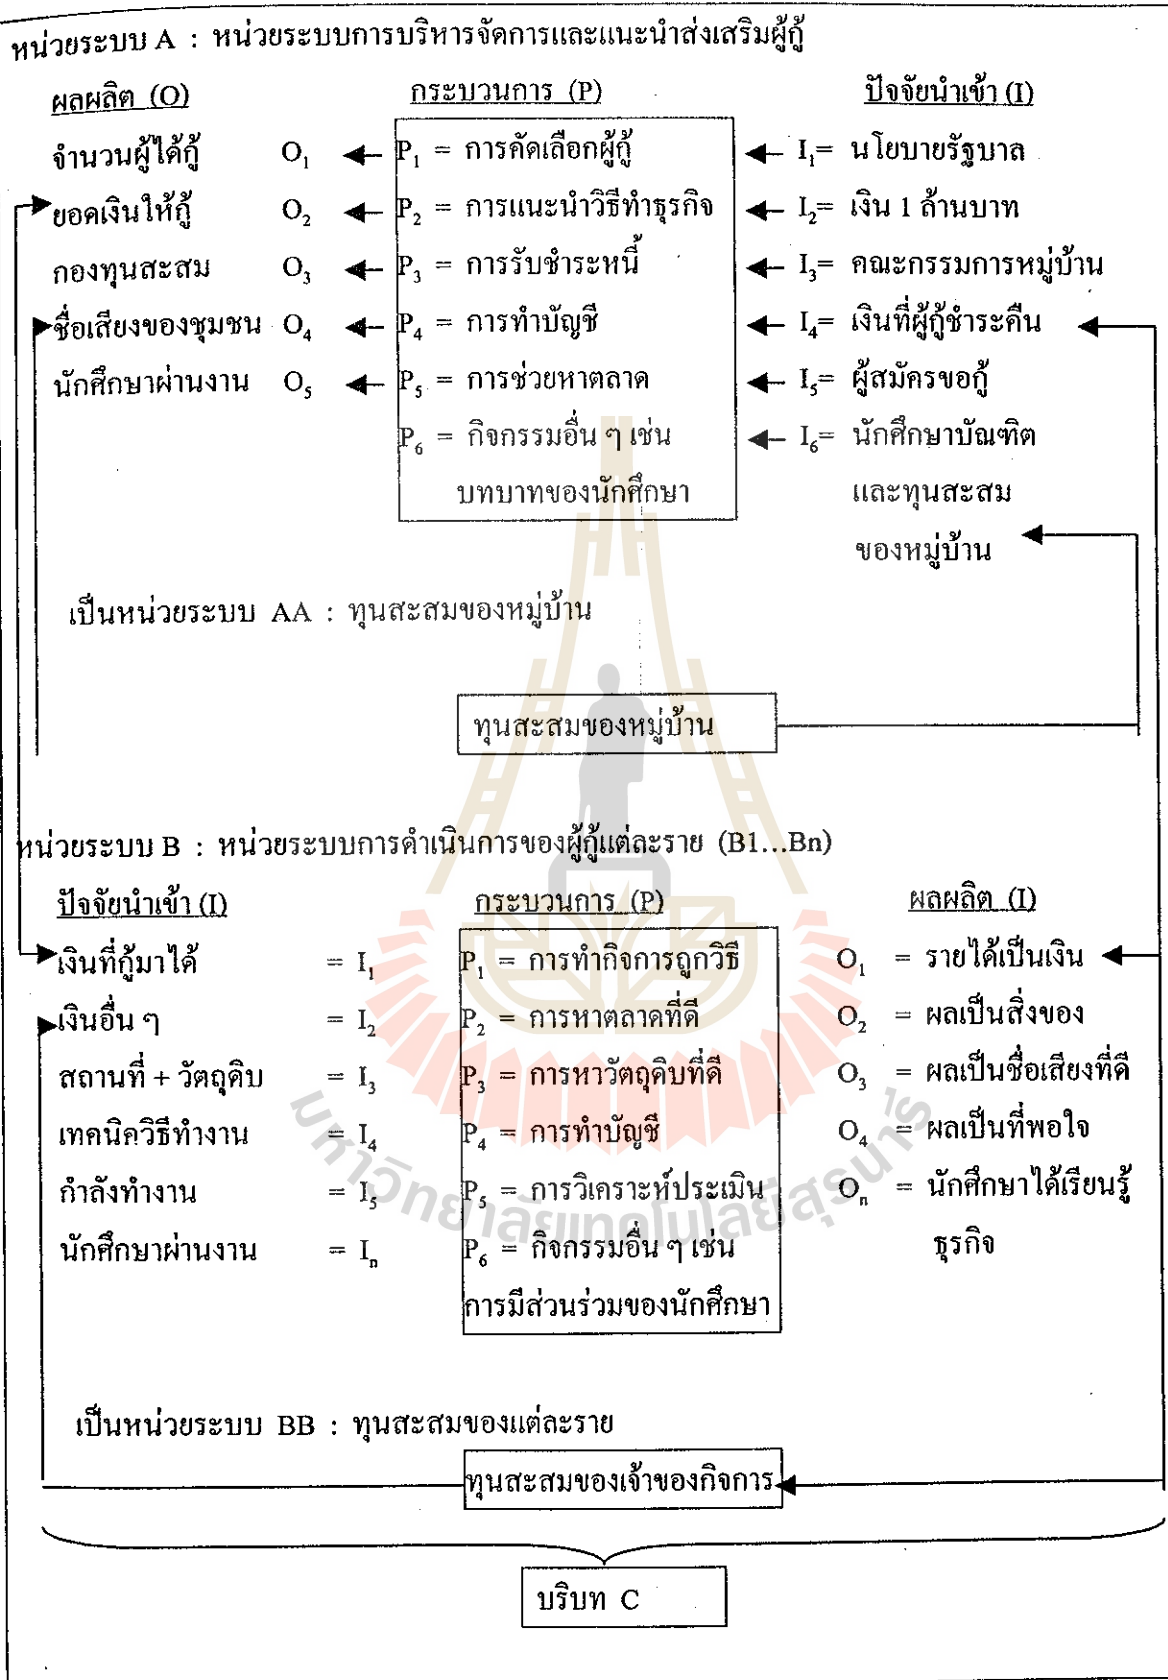 หน่วยระบบ A : หน่วยระบบการบริหารจัดการและแนะนำส่งเสริมผู้กู้
ผลผลิต (O) กระบวนการ (P) ปัจจัยนำเข้า (I)
จำนวนผู้ได้กู้ O1 P1 = การคัดเลือกผู้กู้ I1= นโยบายรัฐบาล
ยอดเงินให้กู้ O2 P2 = การแนะนำวิธีทำธุรกิจ I2= เงิน 1 ล้านบาท
กองทุนสะสม O3 P3 = การรับชำระหนี้ I3= คณะกรรมการหมู่บ้าน
ชื่อเสียงของชุมชน O4 P4 = การทำบัญชี I4= เงินที่ผู้กู้ชำระคืน
นักศึกษาผ่านงาน O5 P5 = การช่วยหาตลาด I5= ผู้สมัครขอกู้
P6 = กิจกรรมอื่น ๆ เช่น I6= นักศึกษาบัณฑิต
บทบาทของนักศึกษา และทุนสะสม
ของหมู่บ้าน
เป็นหน่วยระบบ AA : ทุนสะสมของหมู่บ้าน
ทุนสะสมของหมู่บ้าน
หน่วยระบบ B : หน่วยระบบการดำเนินการของผู้กู้แต่ละราย (B1...Bn)
ปัจจัยนำเข้า (I) กระบวนการ (P) ผลผลิต (I)
เงินที่กู้มาได้ = I1 P1 = การทำกิจการถูกวิธี O1 = รายได้เป็นเงิน
เงินอื่น ๆ = I2 P2 = การหาตลาดที่ดี O2 = ผลเป็นสิ่งของ
สถานที่ + วัตถุดิบ = I3 P3 = การหาวัตถุดิบที่ดี O3 = ผลเป็นชื่อเสียงที่ดี
เทคนิควิธีทำงาน = I4 P4 = การทำบัญชี O4 = ผลเป็นที่พอใจ
กำลังทำงาน = I5 P5 = การวิเคราะห์ประเมิน On = นักศึกษาได้เรียนรู้
นักศึกษาผ่านงาน = In P6 = กิจกรรมอื่น ๆ เช่น ธุรกิจ
การมีส่วนร่วมของนักศึกษา
มหาวิทยาลัยเทคโนโลยีสุรนารี
เป็นหน่วยระบบ BB : ทุนสะสมของแต่ละราย
ทุนสะสมของเจ้าของกิจการ
บริบท C